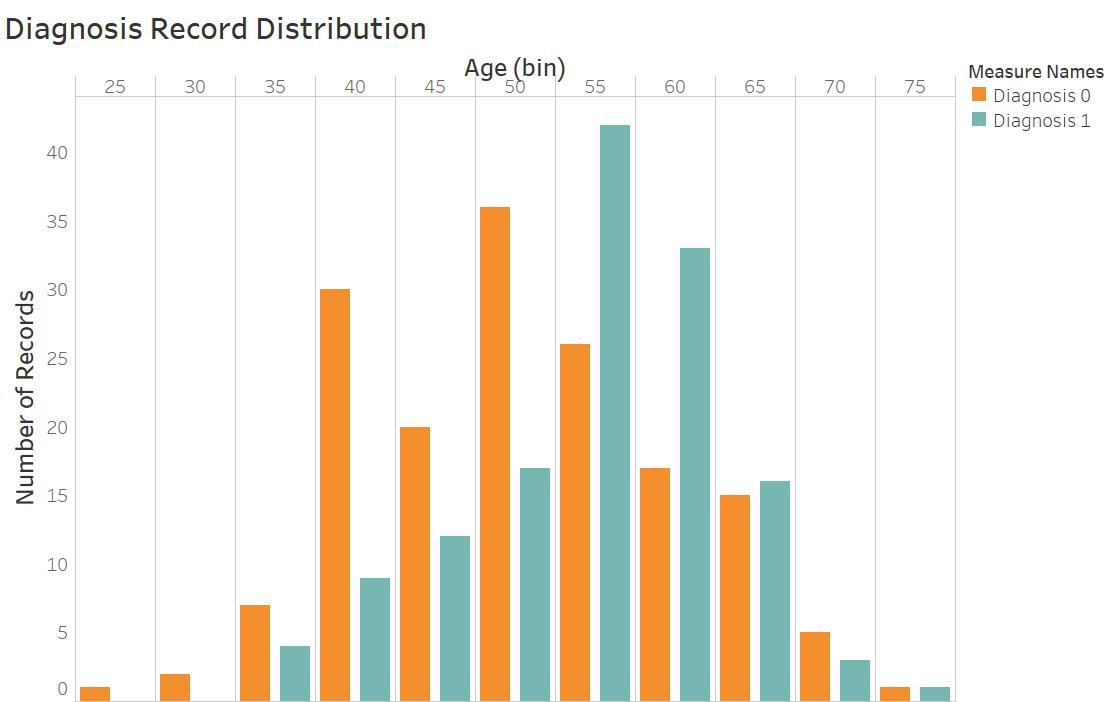 Diagnosis Record Distribution
Age (bin)
25 30 35 40 45 50 55 60 65 70 75
Measure Names
Diagnosis 0
Diagnosis 1
Number of Records
40
35
30
25
20
15
10
5
0